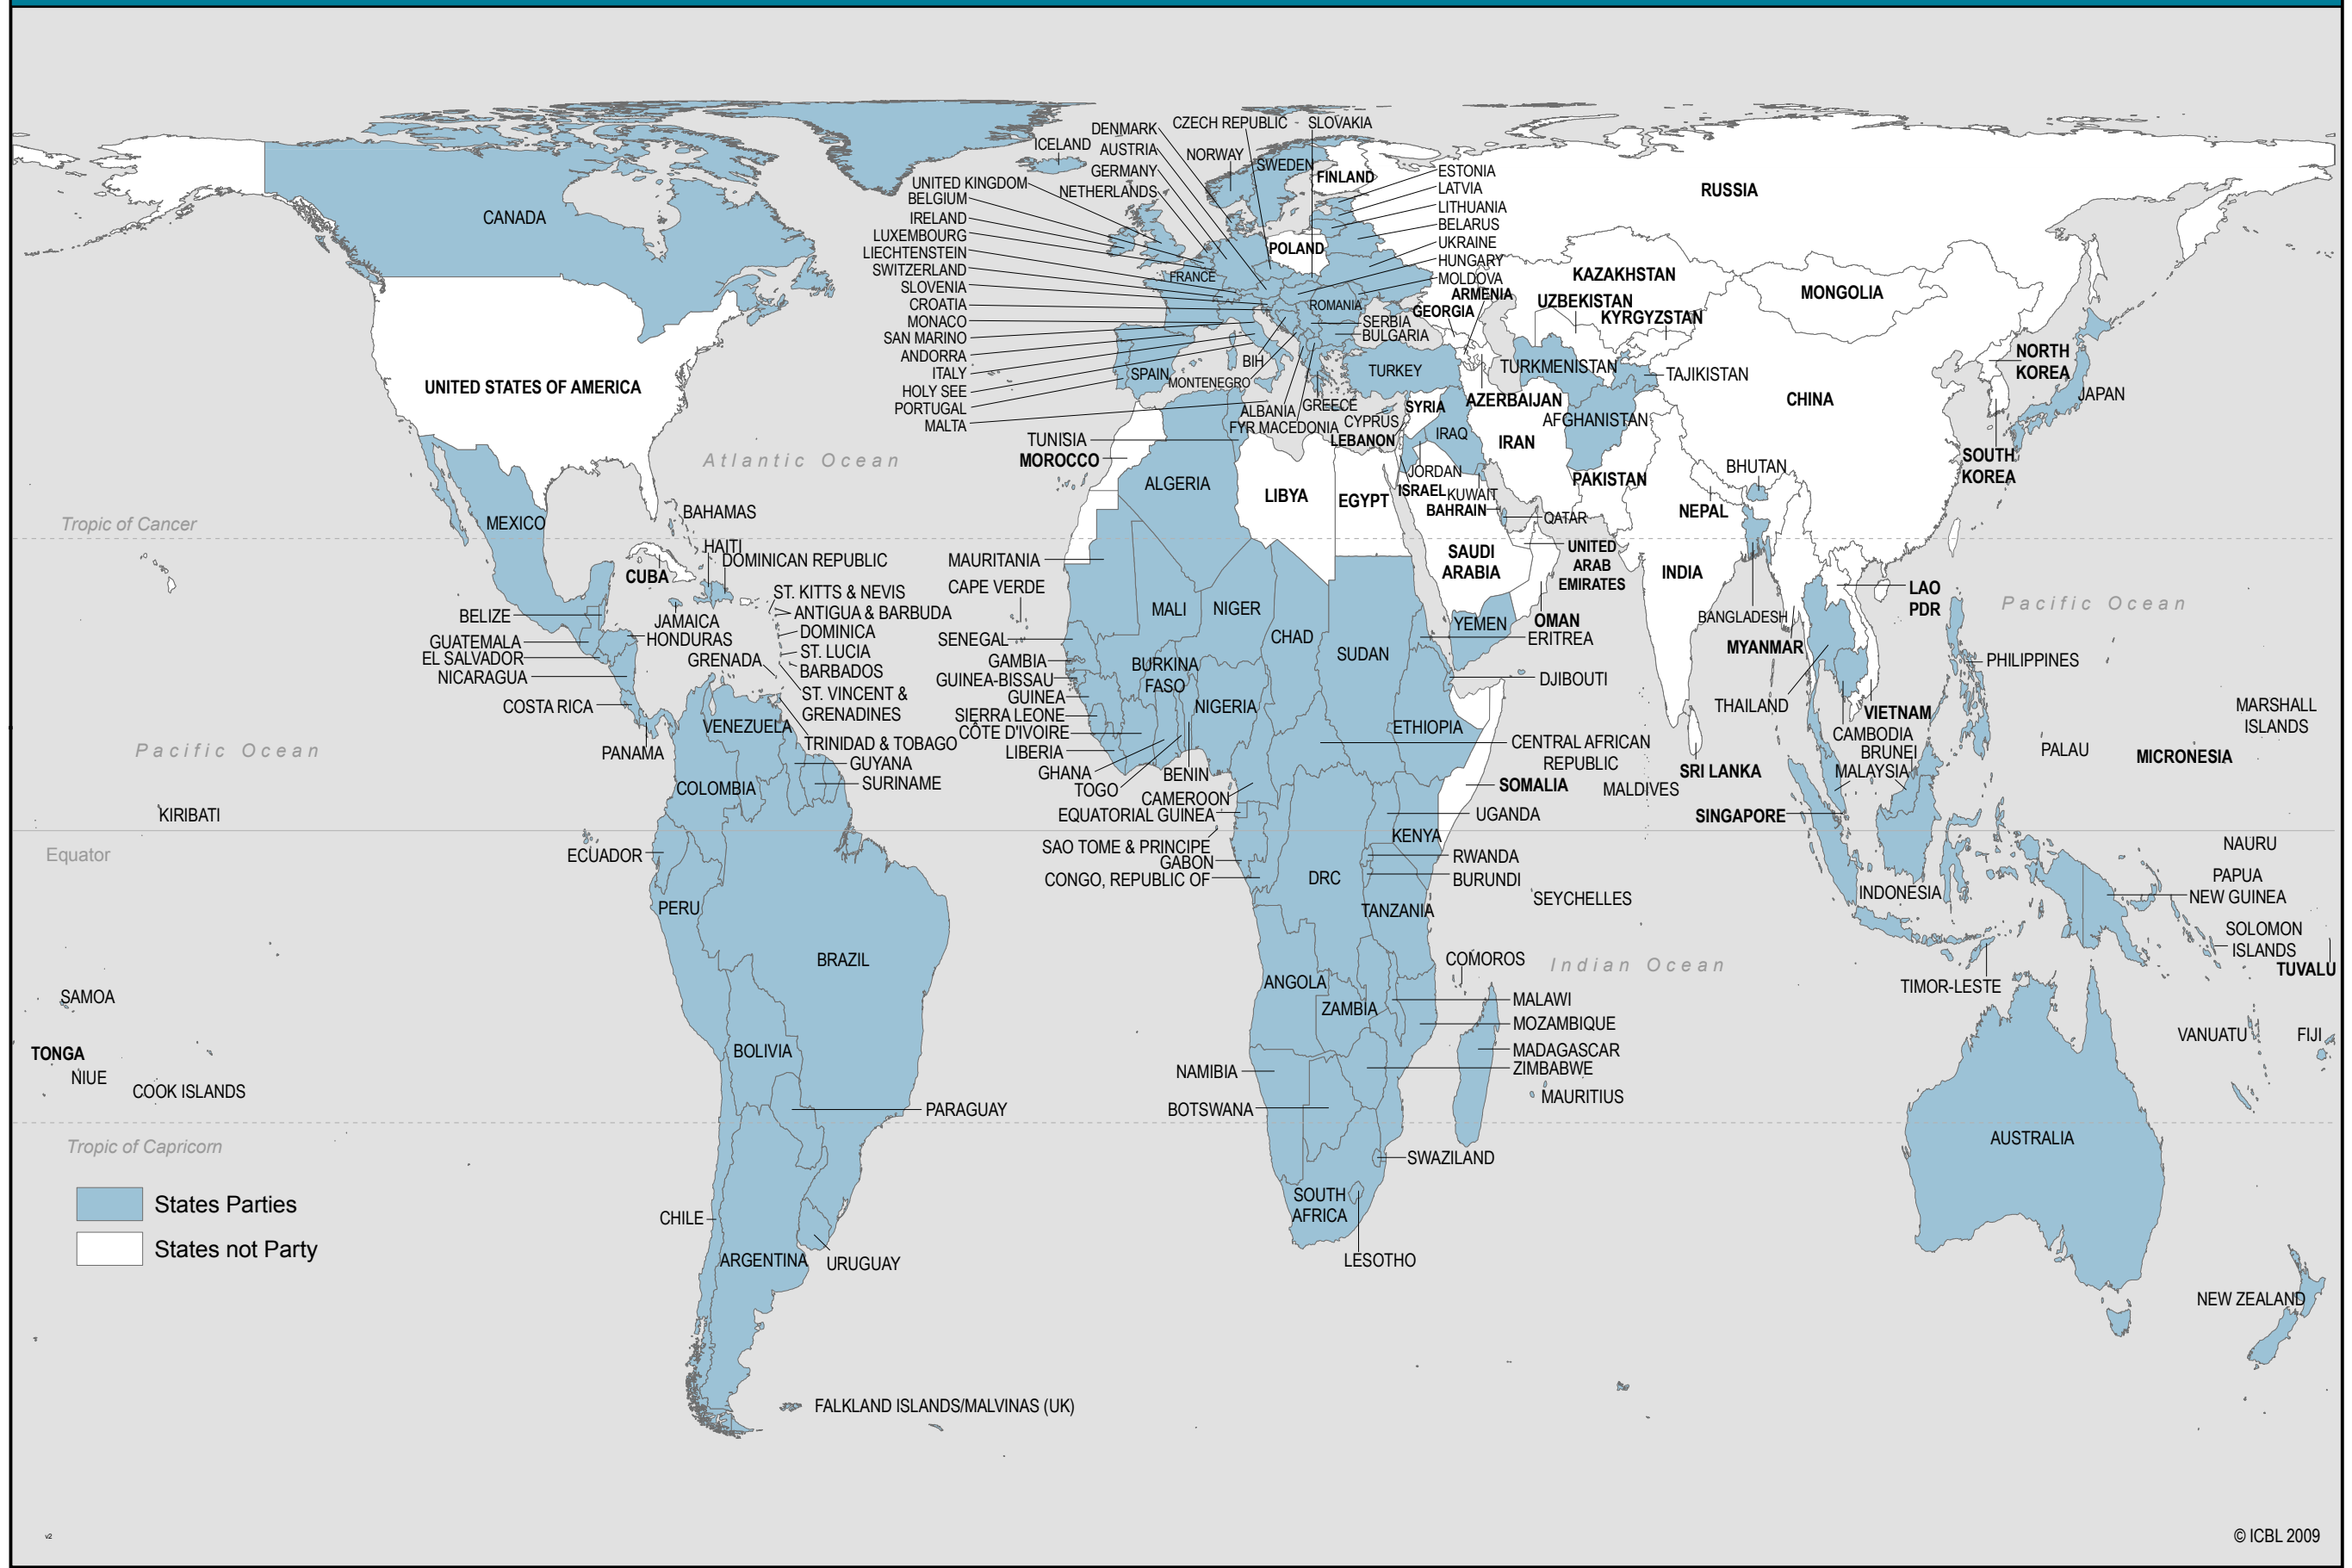 DENMARK
CZECH REPUBLIC
SLOVAKIA
ICELAND
AUSTRIA
NORWAY
SWEDEN
GERMANY
FINLAND
ESTONIA
UNITED KINGDOM
NETHERLANDS
LATVIA
RUSSIA
BELGIUM
LITHUANIA
CANADA
IRELAND
BELARUS
LUXEMBOURG
POLAND
UKRAINE
LIECHTENSTEIN
HUNGARY
SWITZERLAND
FRANCE
MOLDOVA
KAZAKHSTAN
SLOVENIA
ARMENIA
MONGOLIA
CROATIA
ROMANIA
GEORGIA
UZBEKISTAN
MONACO
SERBIA
KYRGYZSTAN
SAN MARINO
BULGARIA
ANDORRA
BIH
TURKEY
TURKMENISTAN
NORTH
KOREA
ITALY
SPAIN
MONTENEGRO
TAJIKISTAN
UNITED STATES OF AMERICA
HOLY SEE
JAPAN
PORTUGAL
ALBANIA
GREECE
SYRIA
AZERBAIJAN
CHINA
MALTA
FYR MACEDONIA
CYPRUS
AFGHANISTAN
TUNISIA
LEBANON
IRAQ
IRAN
Atlantic Ocean
MOROCCO
JORDAN
BHUTAN
SOUTH
KOREA
ALGERIA
LIBYA
EGYPT
ISRAEL
KUWAIT
PAKISTAN
BAHAMAS
BAHRAIN
QATAR
NEPAL
Tropic of Cancer
MEXICO
HAITI
DOMINICAN REPUBLIC
MAURITANIA
SAUDI
ARABIA
UNITED
ARAB
EMIRATES
INDIA
CUBA
CAPE VERDE
LAO
PDR
ST. KITTS & NEVIS
Pacific Ocean
BELIZE
JAMAICA
ANTIGUA & BARBUDA
MALI
NIGER
YEMEN
OMAN
BANGLADESH
GUATEMALA
HONDURAS
DOMINICA
SENEGAL
CHAD
ERITREA
MYANMAR
EL SALVADOR
GRENADA
ST. LUCIA
GAMBIA
BURKINA
FASO
SUDAN
PHILIPPINES
NICARAGUA
BARBADOS
GUINEA-BISSAU
DJIBOUTI
COSTA RICA
ST. VINCENT &
GRENADINES
GUINEA
NIGERIA
THAILAND
MARSHALL
ISLANDS
SIERRA LEONE
VIETNAM
VENEZUELA
CÔTE D'IVOIRE
ETHIOPIA
CAMBODIA
Pacific Ocean
PANAMA
TRINIDAD & TOBAGO
LIBERIA
CENTRAL AFRICAN
REPUBLIC
BRUNEI
PALAU
MICRONESIA
GUYANA
GHANA
BENIN
SRI LANKA
MALAYSIA
COLOMBIA
SURINAME
TOGO
CAMEROON
SOMALIA
MALDIVES
KIRIBATI
EQUATORIAL GUINEA
UGANDA
SINGAPORE
KENYA
Equator
ECUADOR
SAO TOME & PRINCIPE
NAURU
GABON
RWANDA
CONGO, REPUBLIC OF
DRC
BURUNDI
PAPUA
NEW GUINEA
PERU
TANZANIA
SEYCHELLES
INDONESIA
SOLOMON
ISLANDS
BRAZIL
COMOROS
Indian Ocean
TUVALU
SAMOA
ANGOLA
TIMOR-LESTE
ZAMBIA
MALAWI
MOZAMBIQUE
VANUATU
FIJI
TONGA
BOLIVIA
MADAGASCAR
NIUE
NAMIBIA
ZIMBABWE
COOK ISLANDS
MAURITIUS
PARAGUAY
BOTSWANA
Tropic of Capricorn
AUSTRALIA
SWAZILAND
States Parties
SOUTH
AFRICA
CHILE
States not Party
ARGENTINA
URUGUAY
LESOTHO
NEW ZEALAND
FALKLAND ISLANDS/MALVINAS (UK)
v2
© ICBL 2009